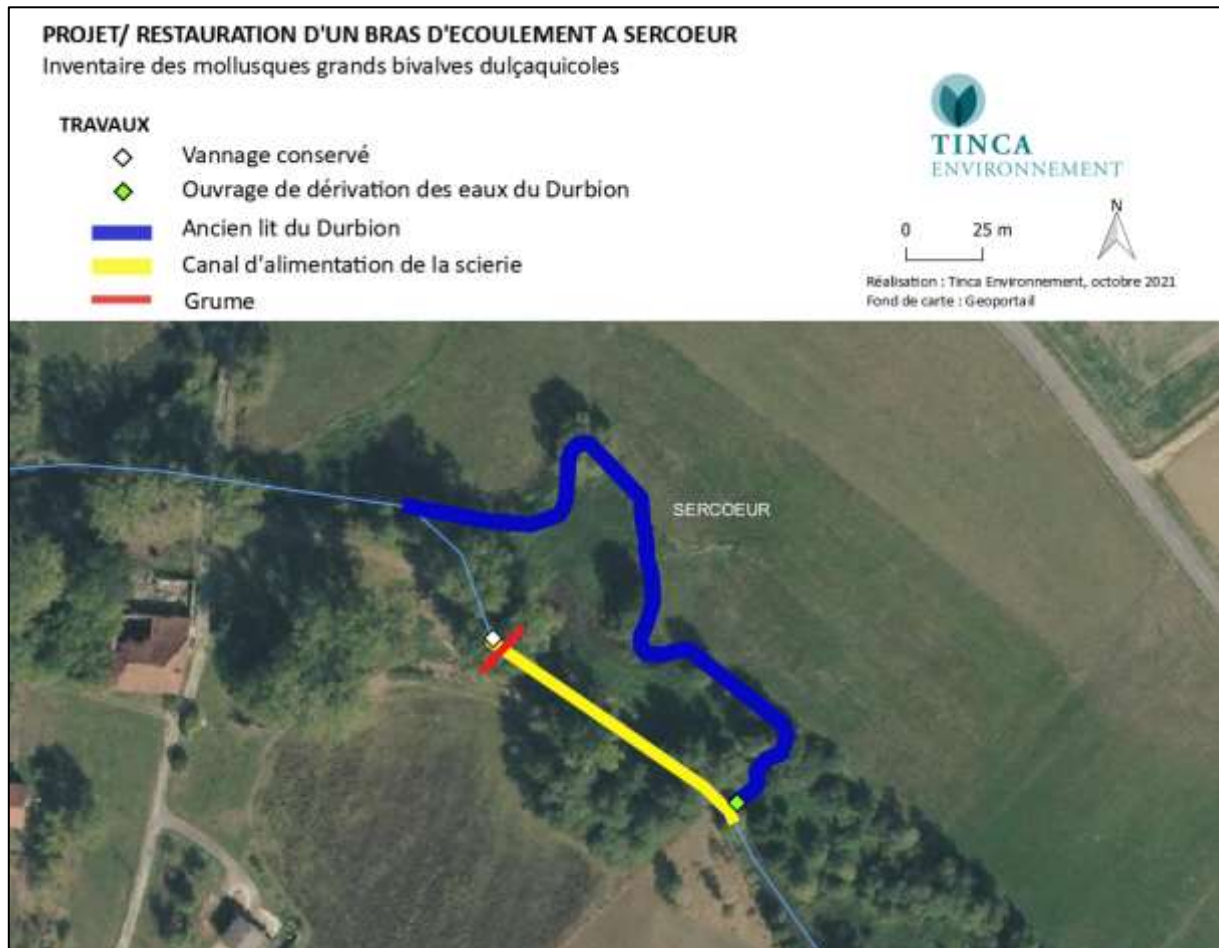 PROJET/ RESTAURATION D'UN BRAS D'ECOULEMENT A SERCOEUR
Inventaire des mollusques grands bivalves dulçaquicoles
TRAVAUX
Vannage conservé
Ouvrage de dérivation des eaux du Durbion
Ancien lit du Durbion
Canal d'alimentation de la scierie
Grume
TINCA
ENVIRONNEMENT
N
0 25 m
Réalisation : Tinca Environnement, octobre 2021
Fond de carte : Geoportail
SERCOEUR